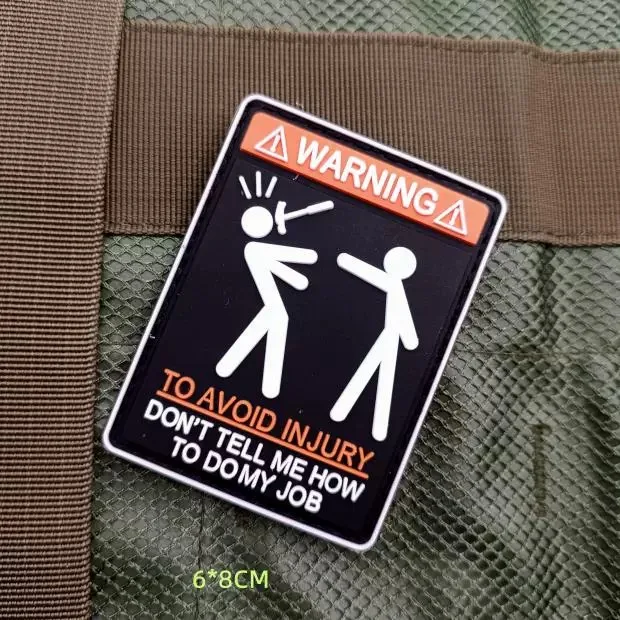 WARNING
TO AVOID INJURY
DON'T TELL ME HOW
TO DO MY JOB
6*8CM